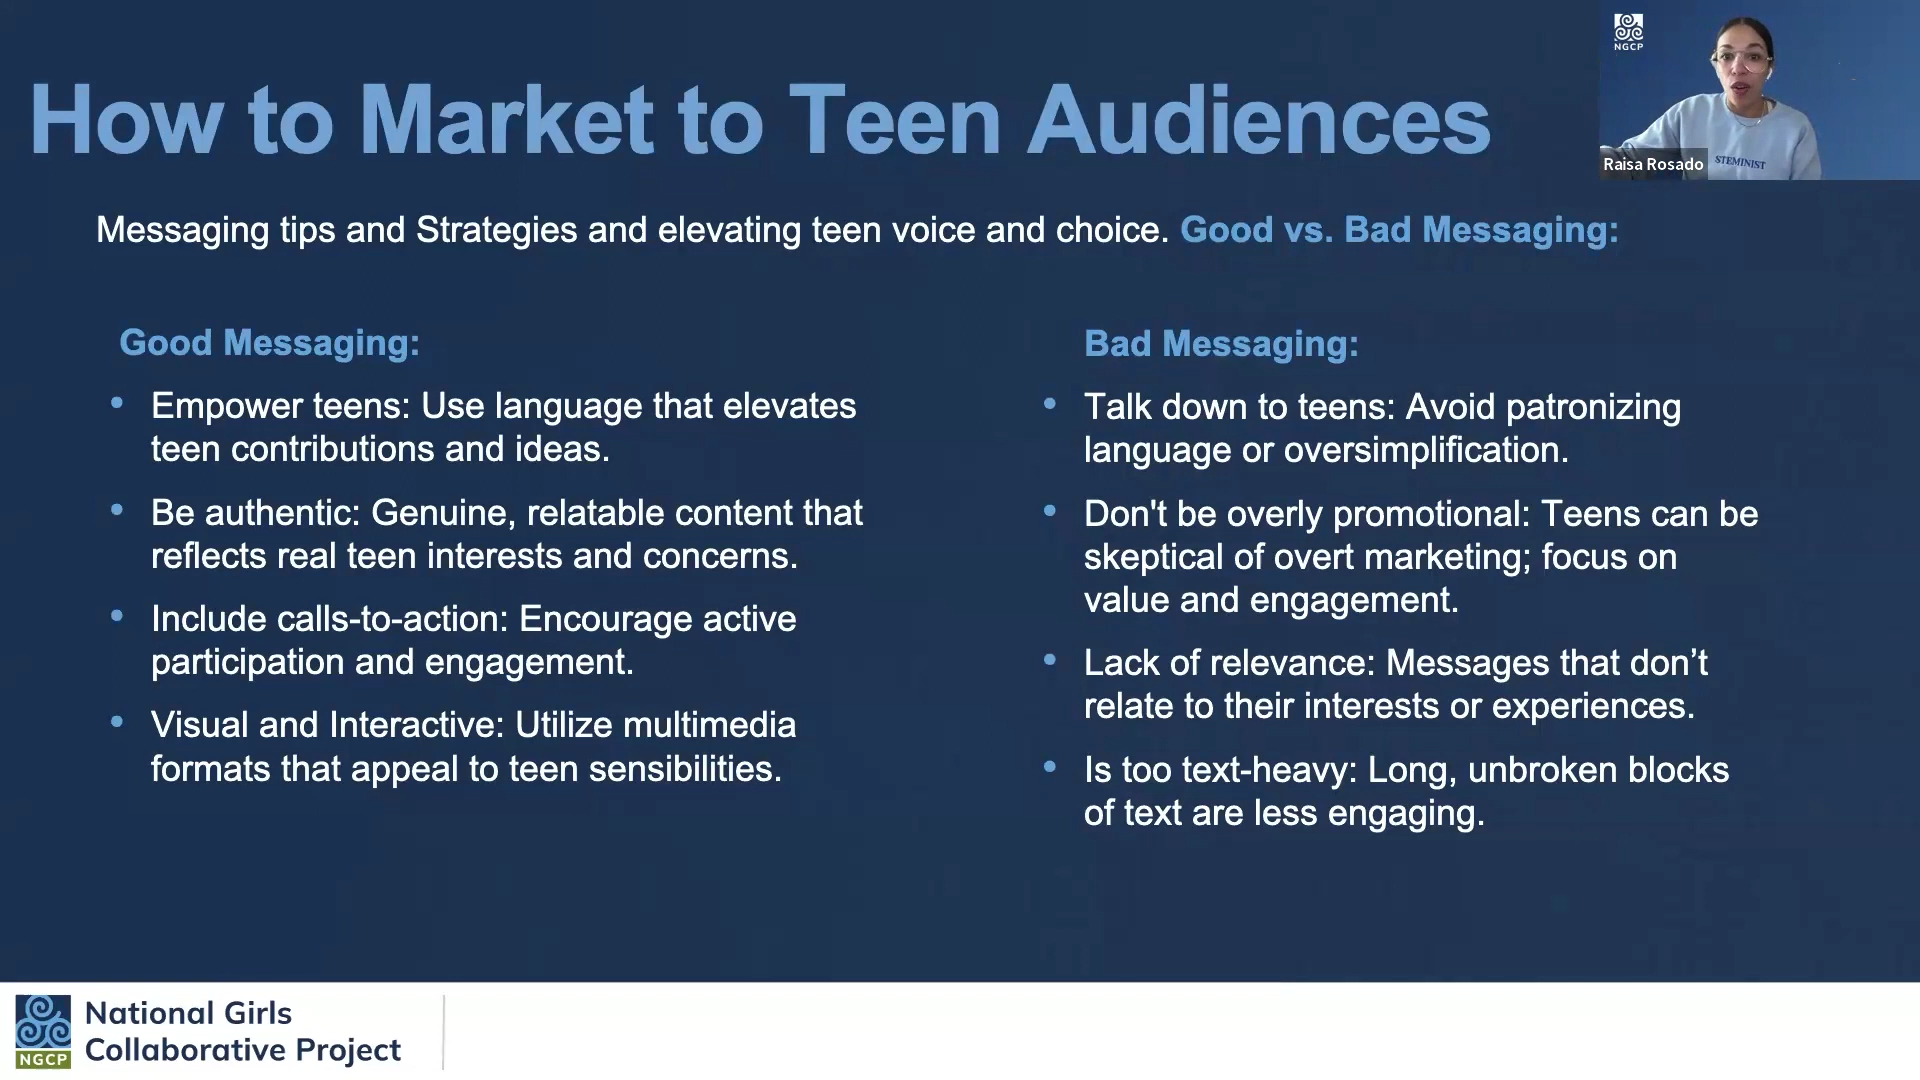 How to Market to Teen Audiences
NGCP
STEMINIST
Raisa Rosado
Messaging tips and Strategies and elevating teen voice and choice. Good vs. Bad Messaging:
Good Messaging:
• Empower teens: Use language that elevates
teen contributions and ideas.
• Be authentic: Genuine, relatable content that
reflects real teen interests and concerns.
• Include calls-to-action: Encourage active
participation and engagement.
• Visual and Interactive: Utilize multimedia
formats that appeal to teen sensibilities.
Bad Messaging:
• Talk down to teens: Avoid patronizing
language or oversimplification.
• Don't be overly promotional: Teens can be
skeptical of overt marketing; focus on
value and engagement.
• Lack of relevance: Messages that don’t
relate to their interests or experiences.
• Is too text-heavy: Long, unbroken blocks
of text are less engaging.
NGCP
National Girls
Collaborative Project